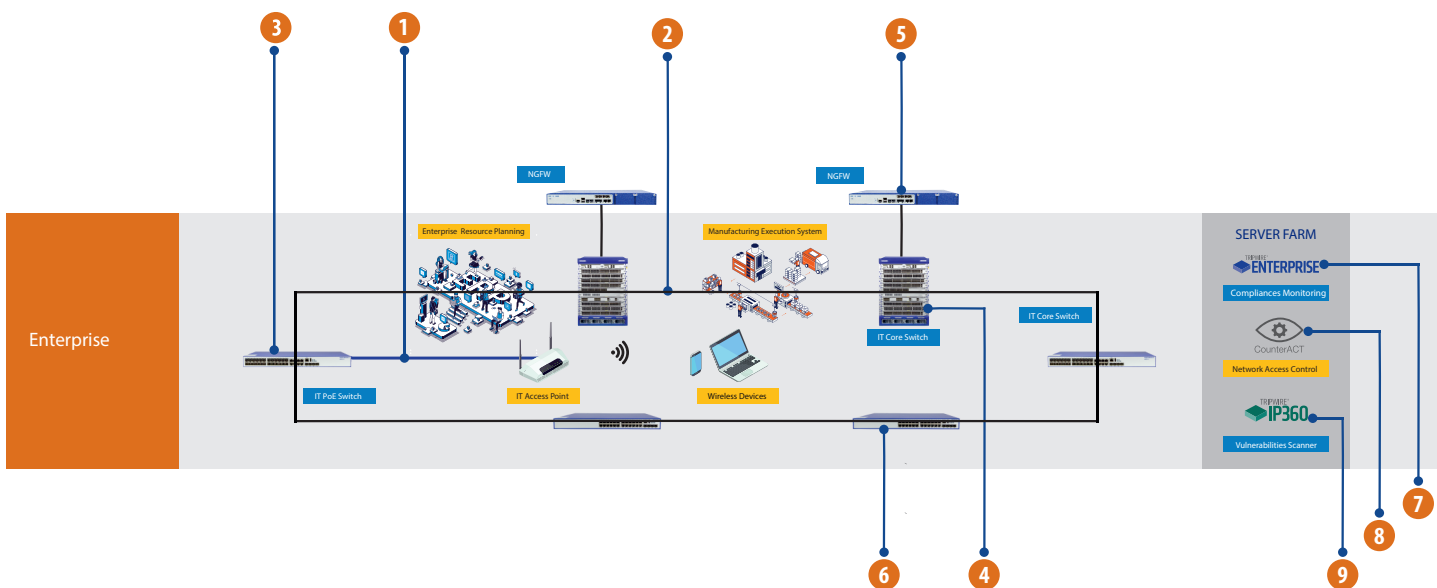 3
1
2
5
NGFW
NGFW
Enterprise Resource Planning
Manufacturing Execution System
SERVER FARM
TRIPWIRE®
ENTERPRISE
Compliances Monitoring
IT Core Switch
IT Core Switch
Enterprise
CounterACT
Network Access Control
IT PoE Switch
IT Access Point
Wireless Devices
TRIPWIRE®
IP360
Vulnerabilities Scanner
7
8
6
4
9